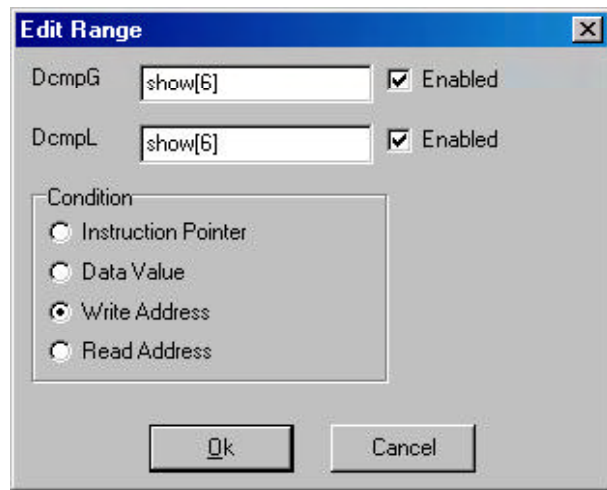 Edit Range
DcmpG show[6] Enabled
DcmpL show[6] Enabled
Condition
Instruction Pointer
Data Value
Write Address
Read Address
Ok Cancel